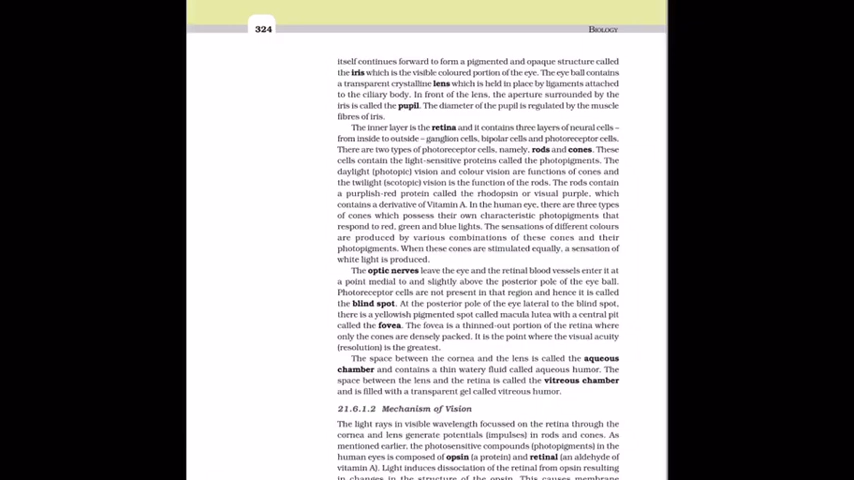 324
BIOLOGY
itself continues forward to form a pigmented and opaque structure called
the iris which is the visible coloured portion of the eye. The eye ball contains
a transparent crystalline lens which is held in place by ligaments attached
to the ciliary body. In front of the lens, the aperture surrounded by the
iris is called the pupil. The diameter of the pupil is regulated by the muscle
fibres of iris.
The inner layer is the retina and it contains three layers of neural cells –
from inside to outside – ganglion cells, bipolar cells and photoreceptor cells.
There are two types of photoreceptor cells, namely, rods and cones. These
cells contain the light-sensitive proteins called the photopigments. The
daylight (photopic) vision and colour vision are functions of cones and
the twilight (scotopic) vision is the function of the rods. The rods contain
a purplish-red protein called the rhodopsin or visual purple, which
contains a derivative of Vitamin A. In the human eye, there are three types
of cones which possess their own characteristic photopigments that
respond to red, green and blue lights. The sensations of different colours
are produced by various combinations of these cones and their
photopigments. When these cones are stimulated equally, a sensation of
white light is produced.
The optic nerves leave the eye and the retinal blood vessels enter it at
a point medial to and slightly above the posterior pole of the eye ball.
Photoreceptor cells are not present in that region and hence it is called
the blind spot. At the posterior pole of the eye lateral to the blind spot,
there is a yellowish pigmented spot called macula lutea with a central pit
called the fovea. The fovea is a thinned-out portion of the retina where
only the cones are densely packed. It is the point where the visual acuity
(resolution) is the greatest.
The space between the cornea and the lens is called the aqueous
chamber and contains a thin watery fluid called aqueous humor. The
space between the lens and the retina is called the vitreous chamber
and is filled with a transparent gel called vitreous humor.
21.6.1.2 Mechanism of Vision
The light rays in visible wavelength focussed on the retina through the
cornea and lens generate potentials (impulses) in rods and cones. As
mentioned earlier, the photosensitive compounds (photopigments) in the
human eyes is composed of opsin (a protein) and retinal (an aldehyde of
vitamin A). Light induces dissociation of the retinal from opsin resulting
in changes in the structure of the opsin. This causes membrane